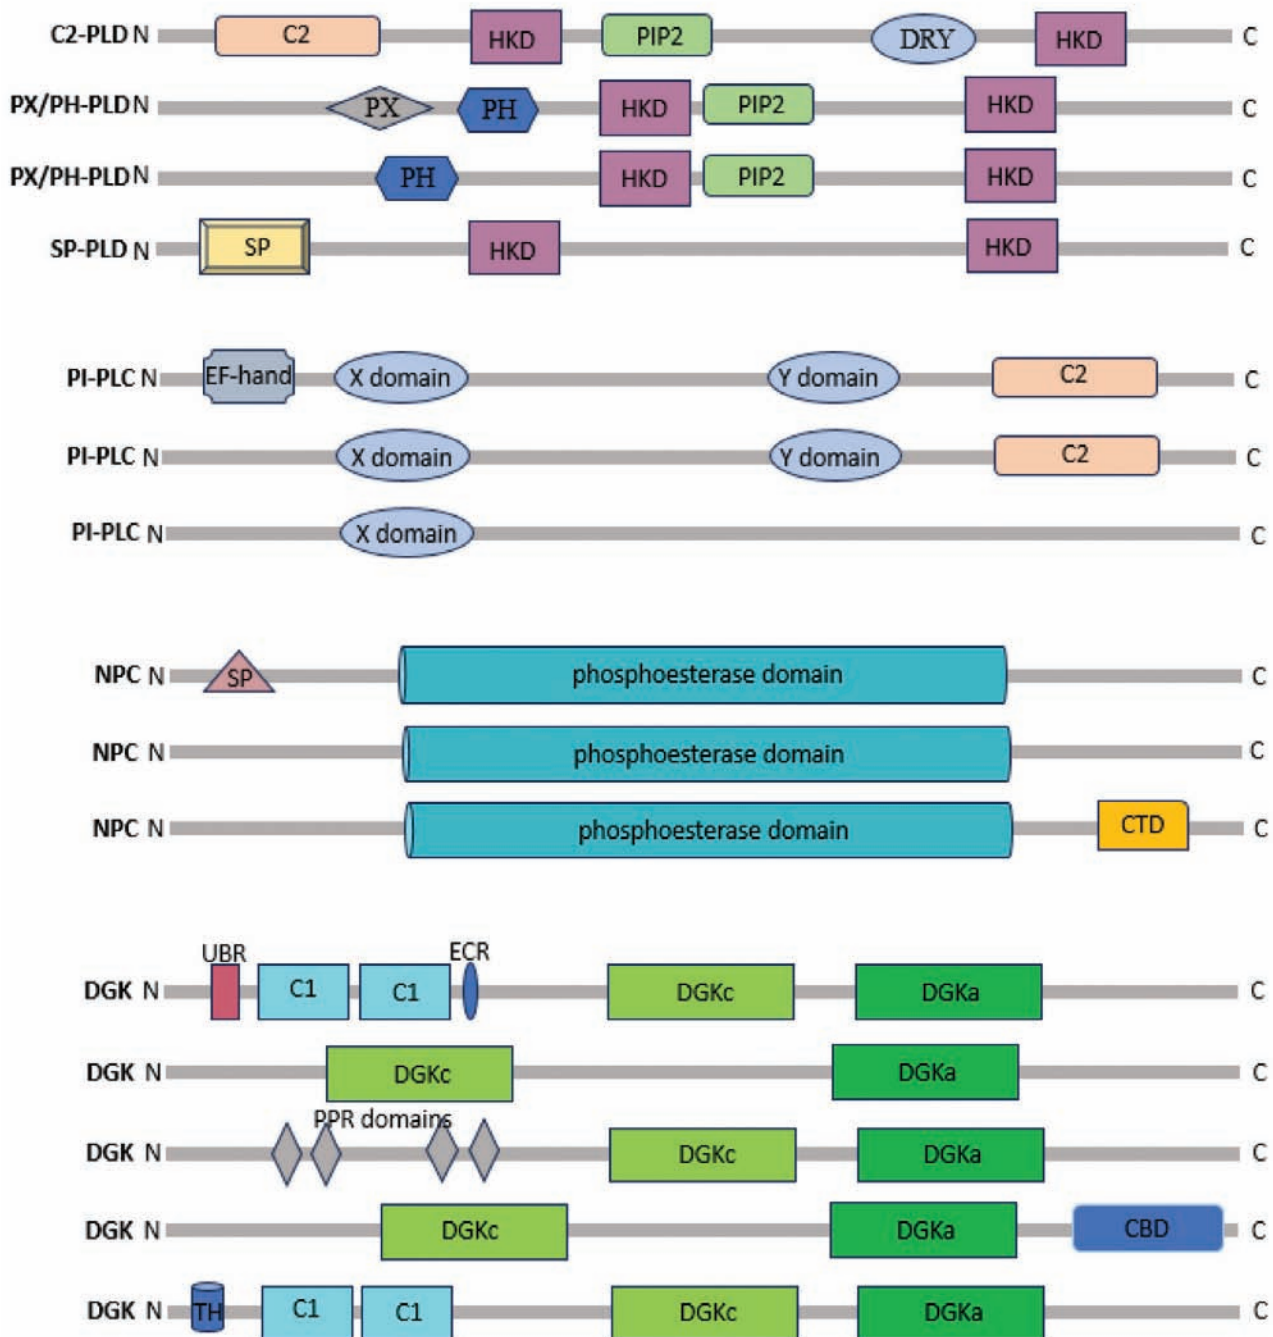 C2-PLD N C2 HKD PIP2 DRY HKD C
PX/PH-PLD N PX PH HKD PIP2 HKD C
PX/PH-PLD N PH HKD PIP2 HKD C
SP-PLD N SP HKD HKD C
PI-PLC N EF-hand X domain Y domain C2 C
PI-PLC N X domain Y domain C2 C
PI-PLC N X domain C
NPC N SP phosphoesterase domain C
NPC N phosphoesterase domain C
NPC N phosphoesterase domain CTD C
UBR ECR
DGK N C1 C1 DGKc DGKa C
DGK N DGKc DGKa C
PPR domains
DGK N DGKc DGKa C
DGK N DGKc DGKa CBD C
DGK N TH C1 C1 DGKc DGKa C